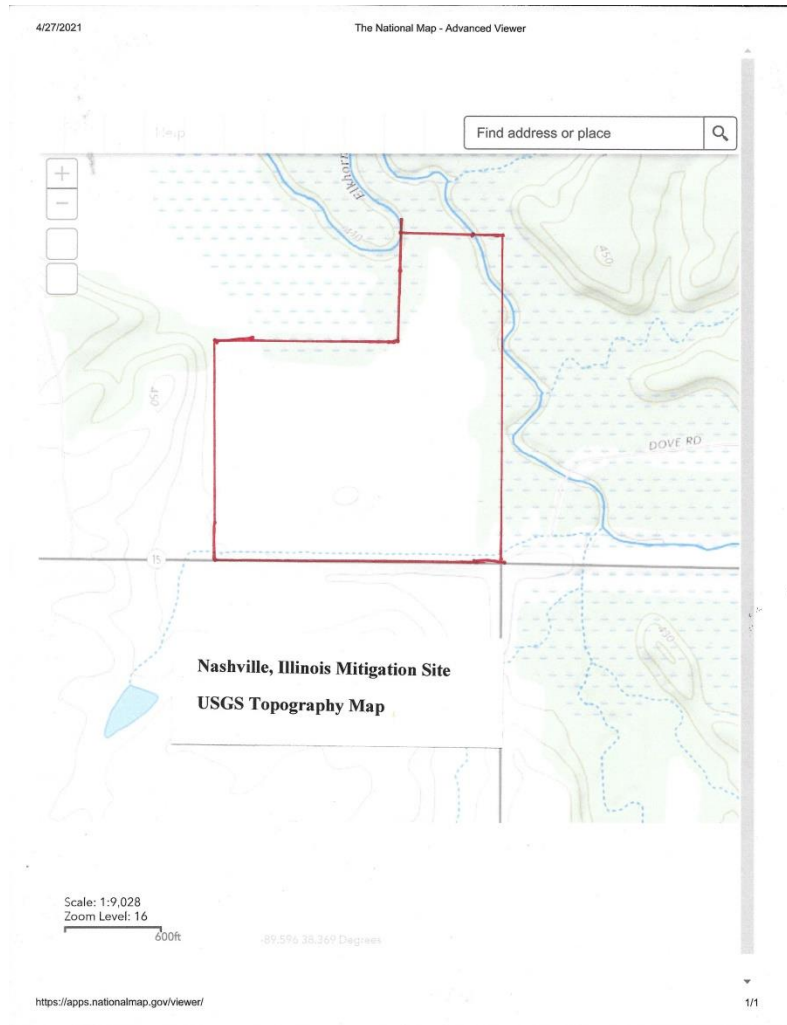 4/27/2021
The National Map - Advanced Viewer
Find address or place
Elkhorn
430
450
450
DOVE RD
15
430
Nashville, Illinois Mitigation Site
USGS Topography Map
Scale: 1:9,028
Zoom Level: 16
600ft
-89.596 38.369 Degrees
https://apps.nationalmap.gov/viewer/
1/1